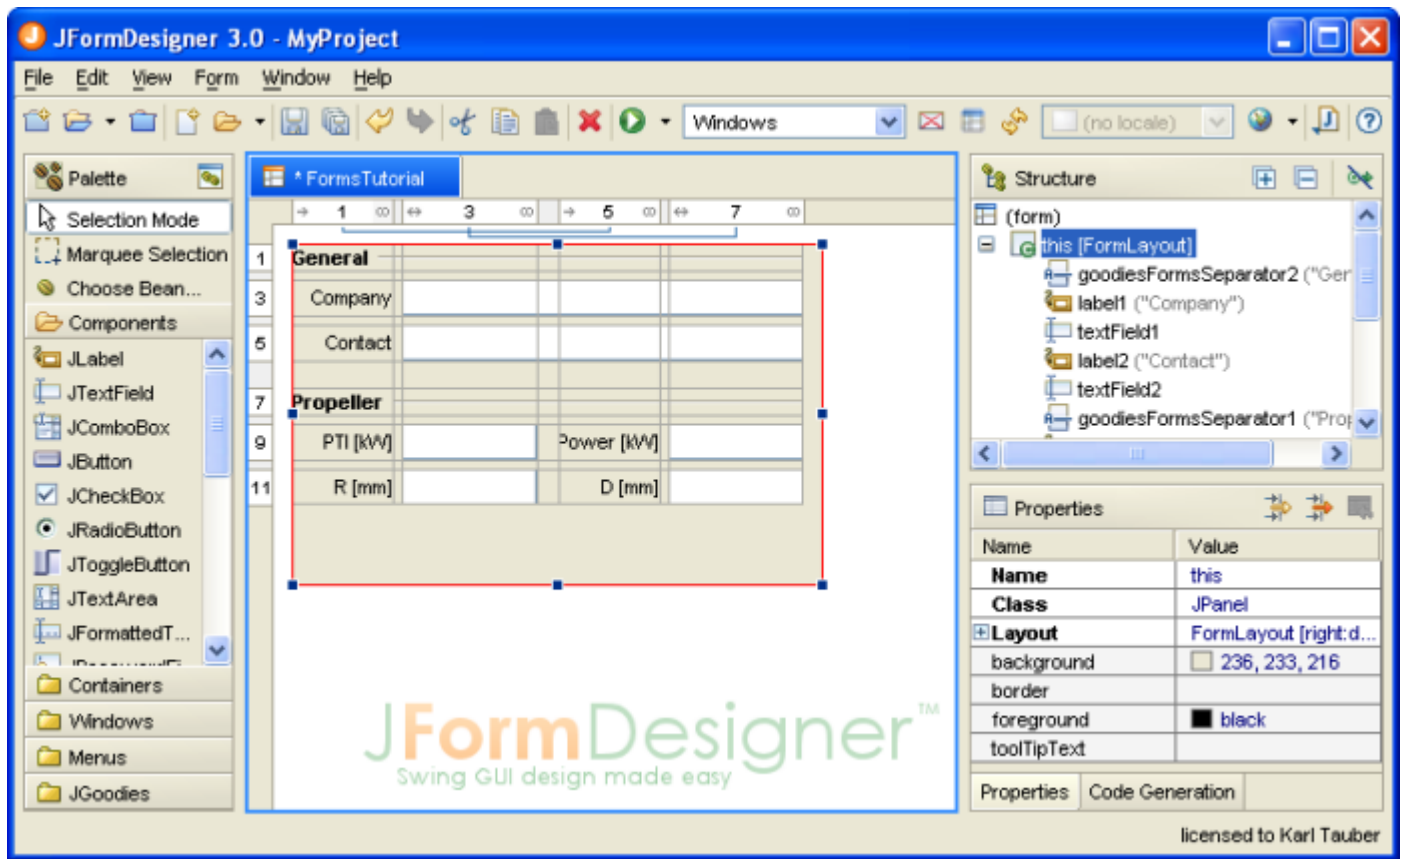 JFormDesigner 3.0 - MyProject
File Edit View Form Window Help
Windows
(no locale)
Palette
Selection Mode
Marquee Selection
Choose Bean...
Components
JLabel
JTextField
JComboBox
JButton
JCheckBox
JRadioButton
JToggleButton
JTextArea
JFormattedT...
Containers
Windows
Menus
JGoodies
* FormsTutorial
1 3 5 7
1 General
3 Company
5 Contact
7 Propeller
9 PTI [kW] Power [kW]
11 R [mm] D [mm]
JFormDesigner™
Swing GUI design made easy
Structure
(form)
this [FormLayout]
goodiesFormsSeparator2 ("Ger
label1 ("Company")
textField1
label2 ("Contact")
textField2
goodiesFormsSeparator1 ("Prop
Properties
Name Value
Name this
Class JPanel
Layout FormLayout [right:d...
background 236, 233, 216
border
foreground black
toolTipText
Properties Code Generation
licensed to Karl Tauber